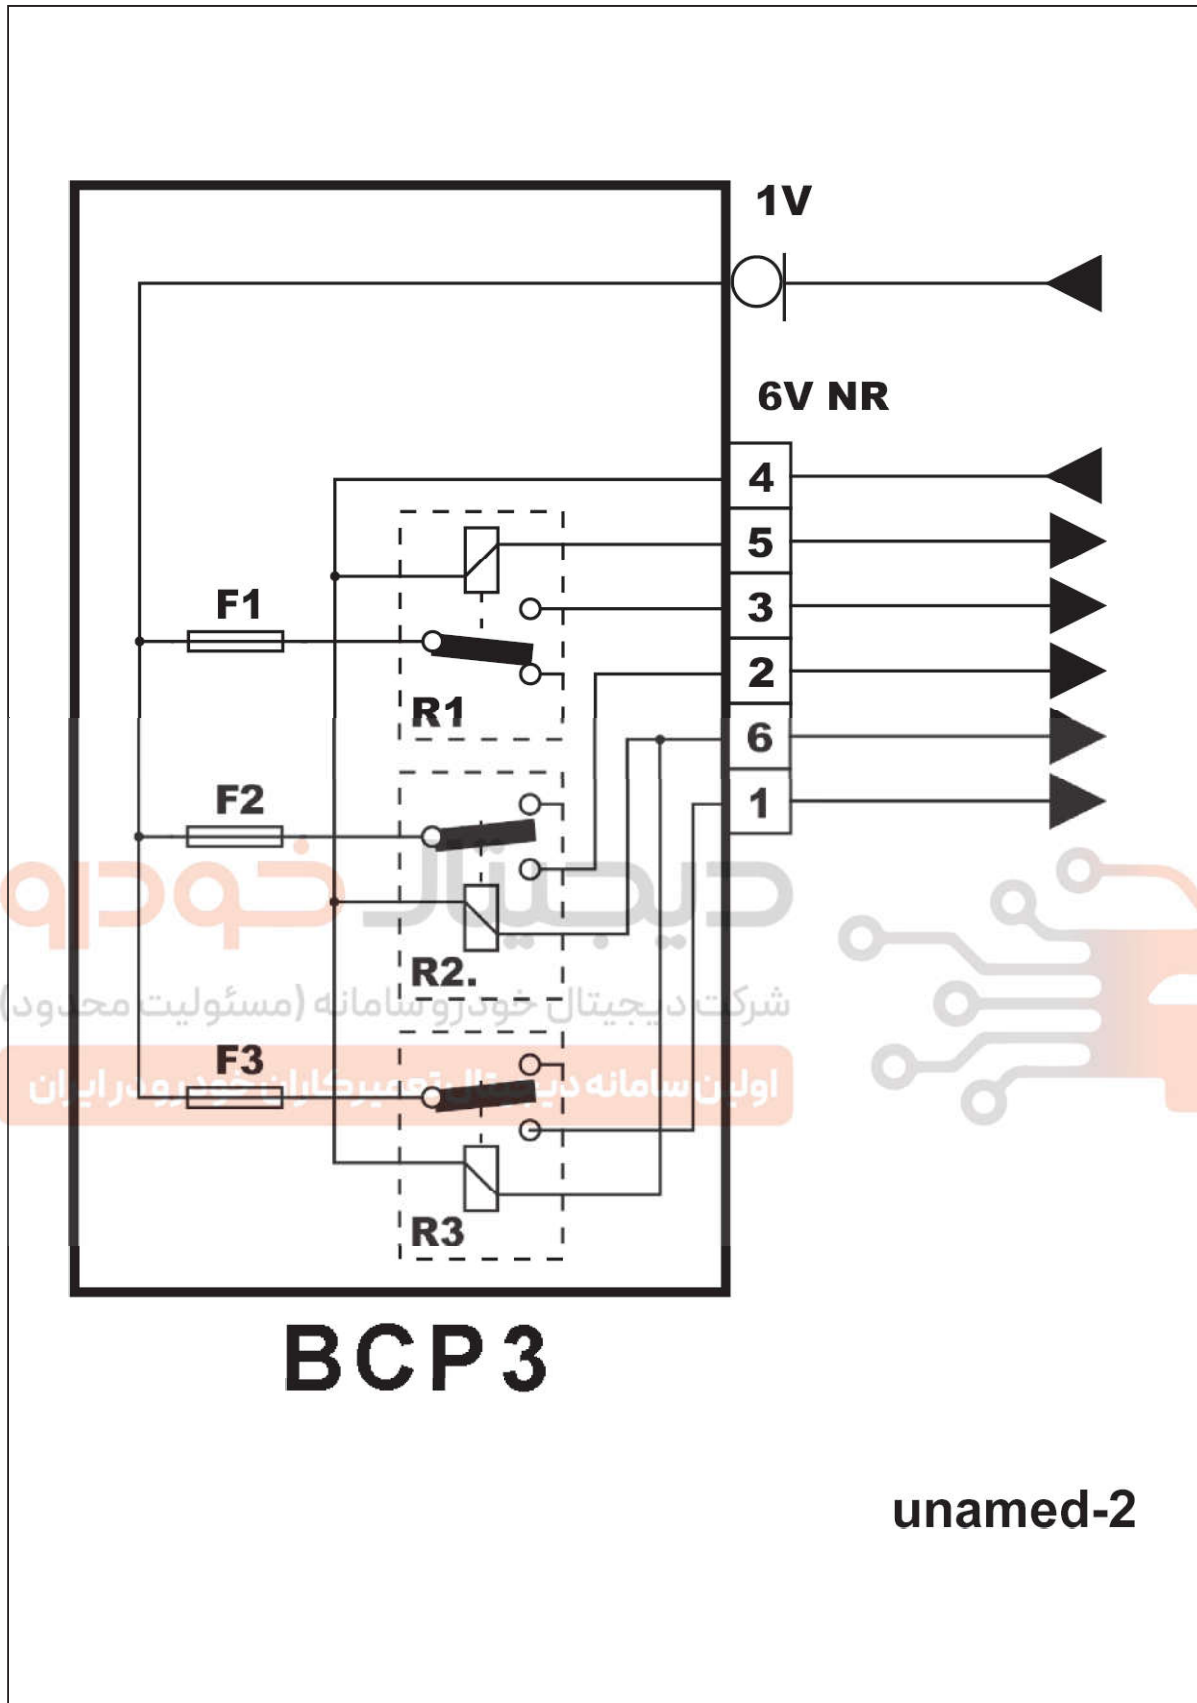 1V
6V NR
4
5
3
2
6
1
F1
R1
F2
R2.
F3
R3
دیجیتال خودرو
شرکت دیجیتال خودرو سامانه (مسئولیت محدود)
اولین سامانه دیجیتال تعمیرکاران خودرو در ایران
BCP3
unamed-2